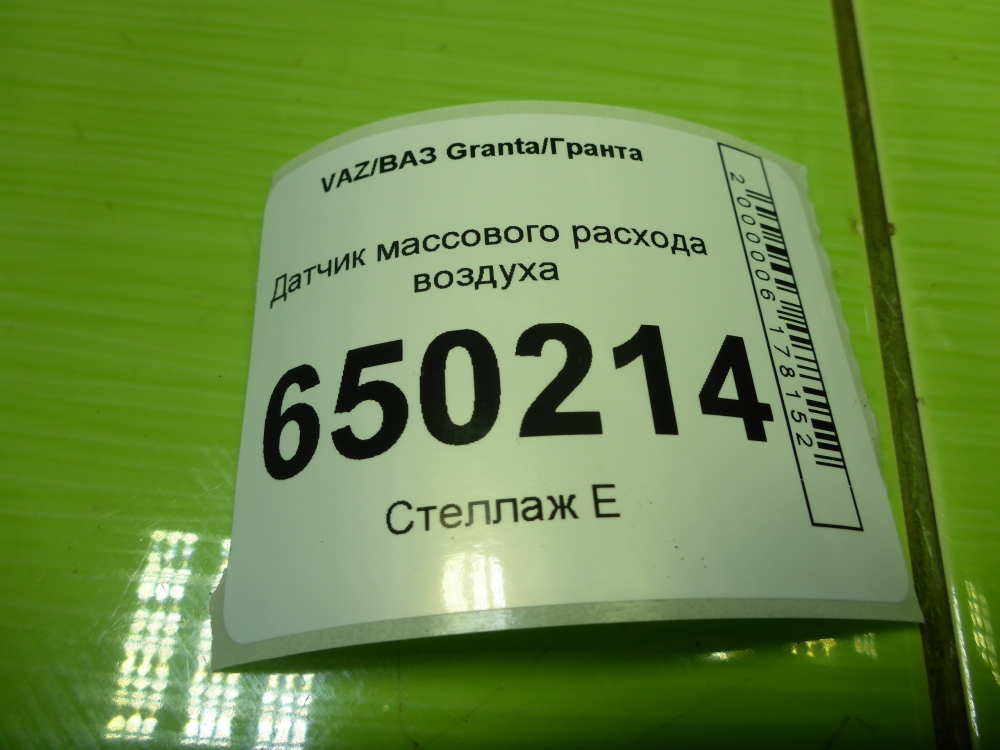 VAZ/ВАЗ Granta/Гранта
Датчик массового расхода
воздуха
650214
Стеллаж Е
2000006178152